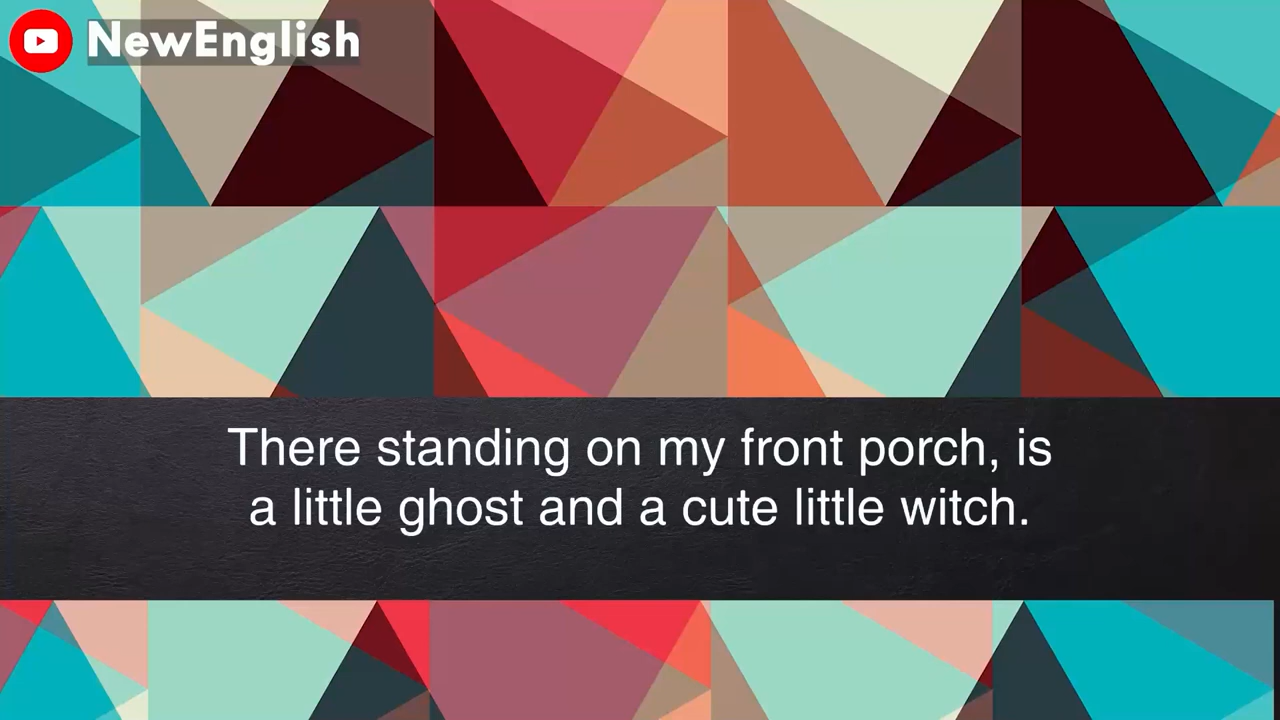 NewEnglish
There standing on my front porch, is
a little ghost and a cute little witch.